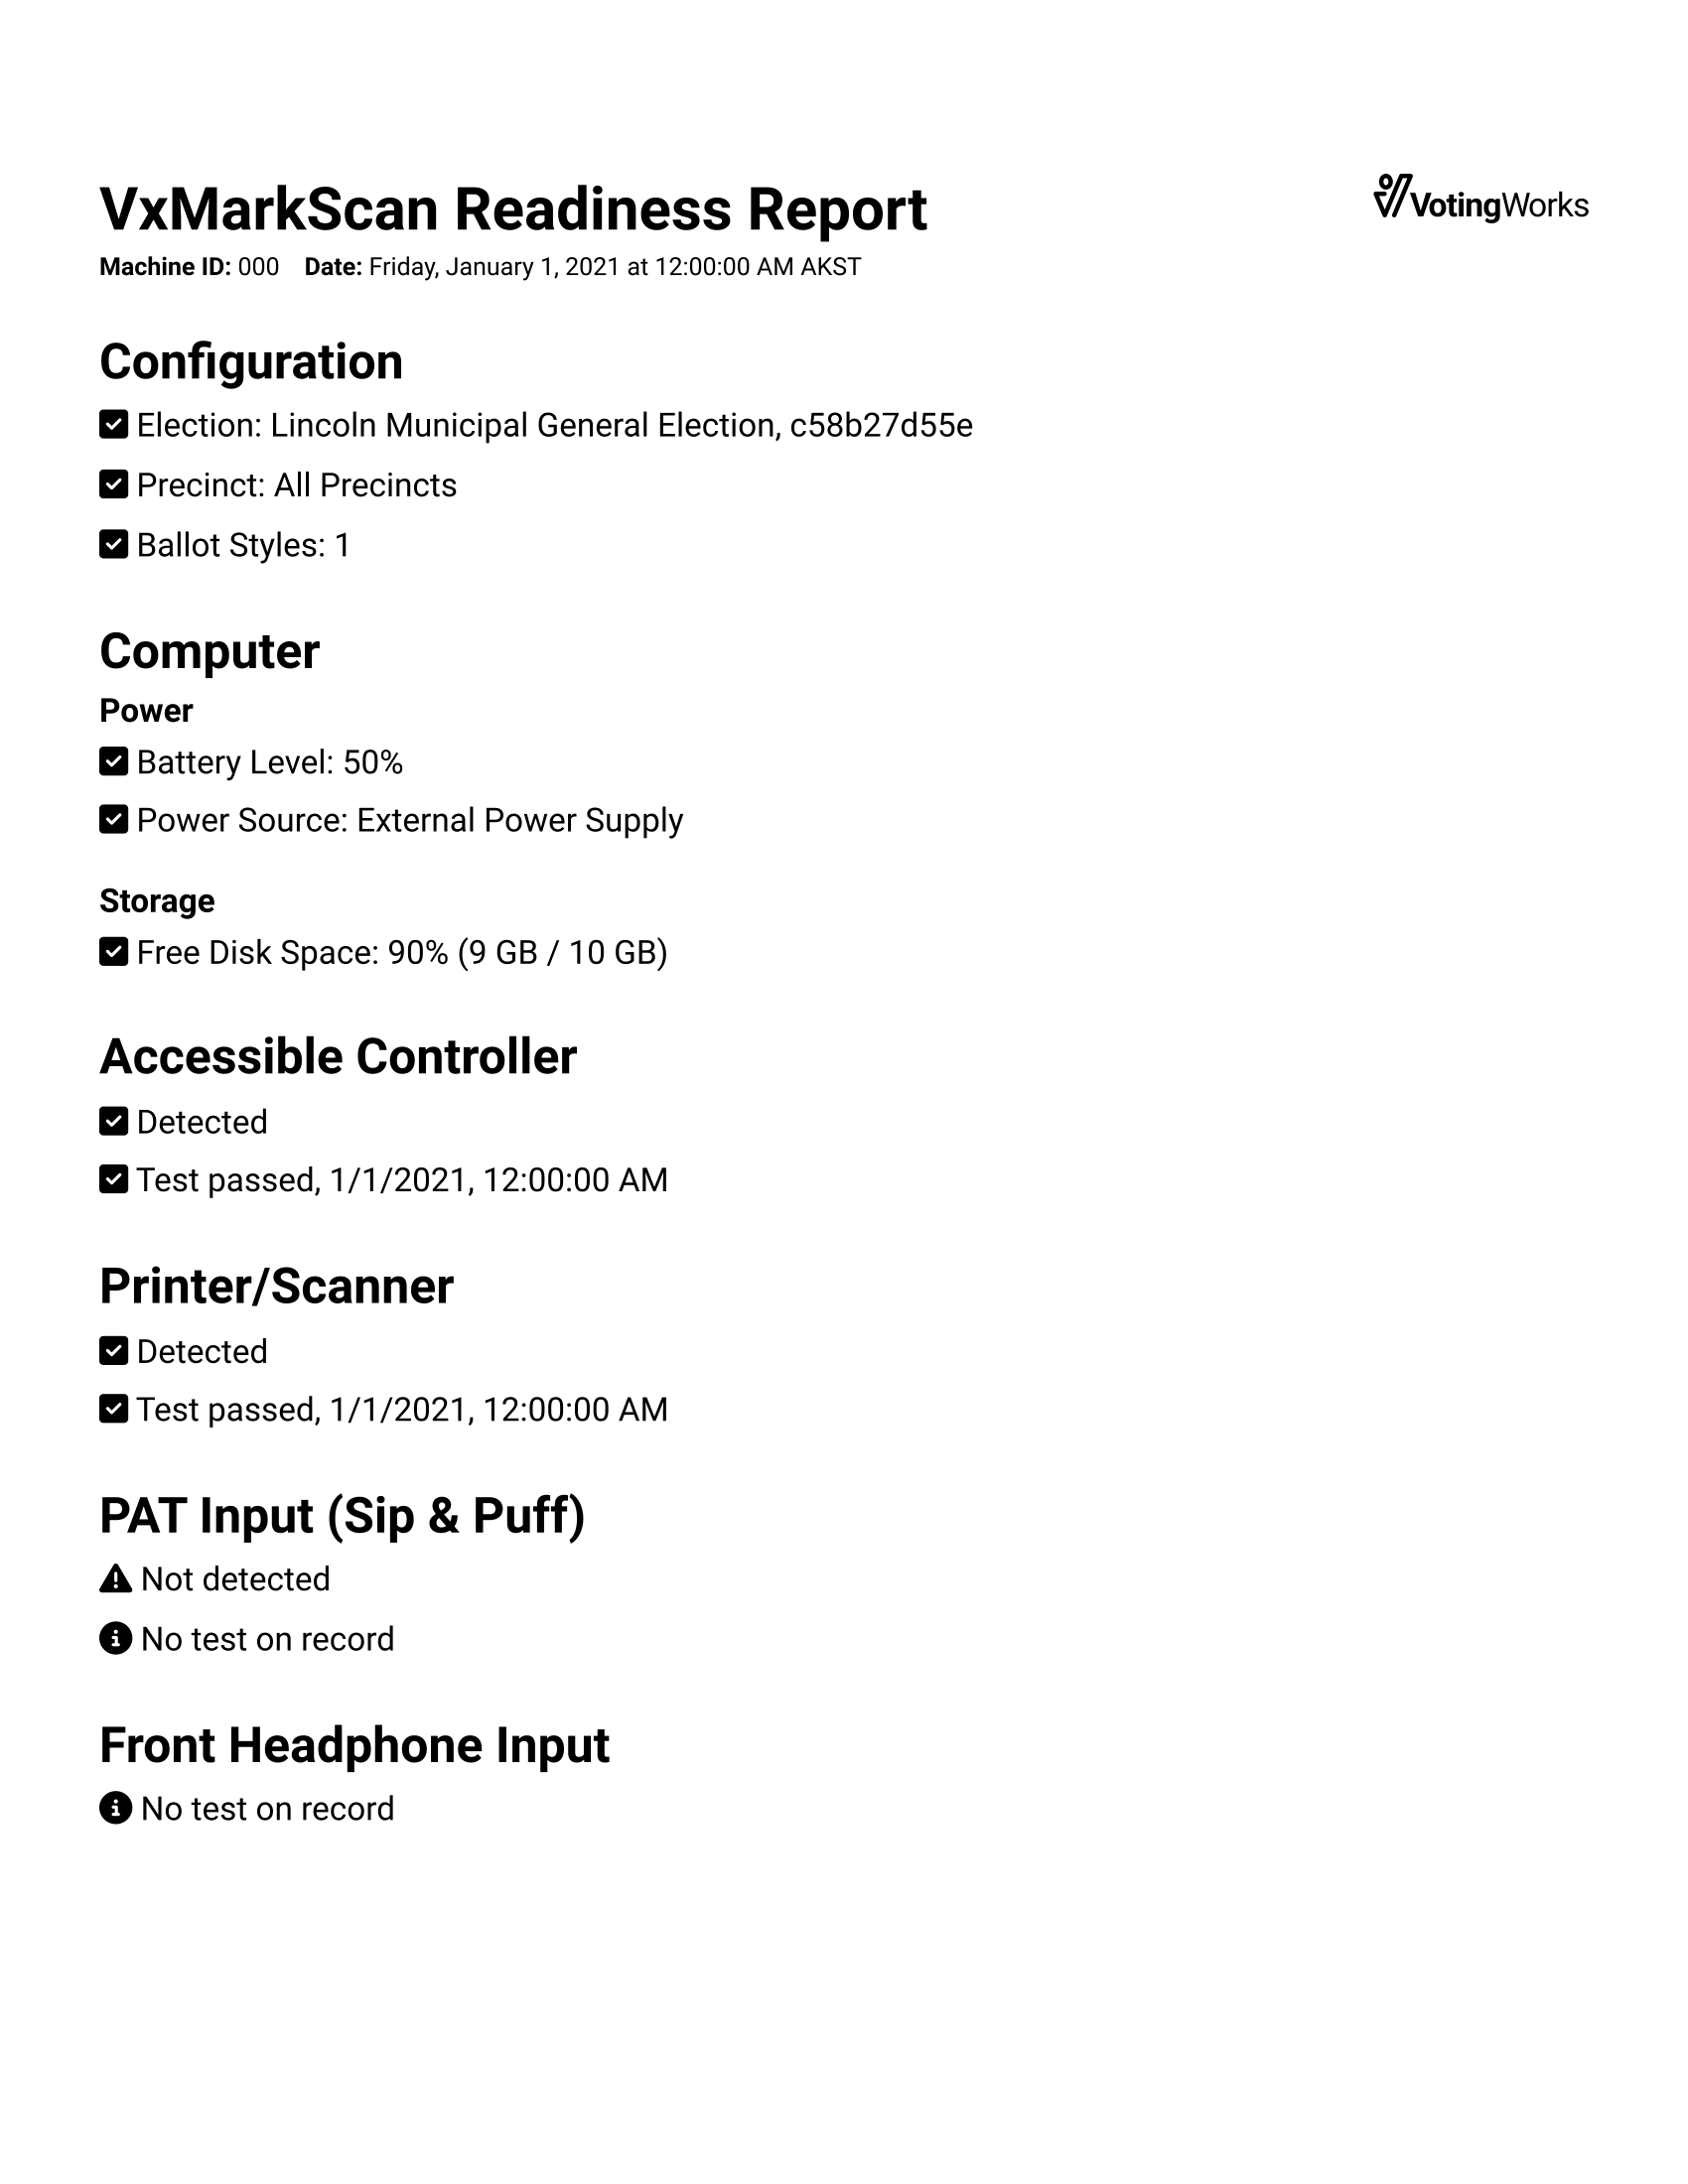 VxMarkScan Readiness Report
VotingWorks
Machine ID: 000 Date: Friday, January 1, 2021 at 12:00:00 AM AKST
Configuration
Election: Lincoln Municipal General Election, c58b27d55e
Precinct: All Precincts
Ballot Styles: 1
Computer
Power
Battery Level: 50%
Power Source: External Power Supply
Storage
Free Disk Space: 90% (9 GB / 10 GB)
Accessible Controller
Detected
Test passed, 1/1/2021, 12:00:00 AM
Printer/Scanner
Detected
Test passed, 1/1/2021, 12:00:00 AM
PAT Input (Sip & Puff)
Not detected
No test on record
Front Headphone Input
No test on record